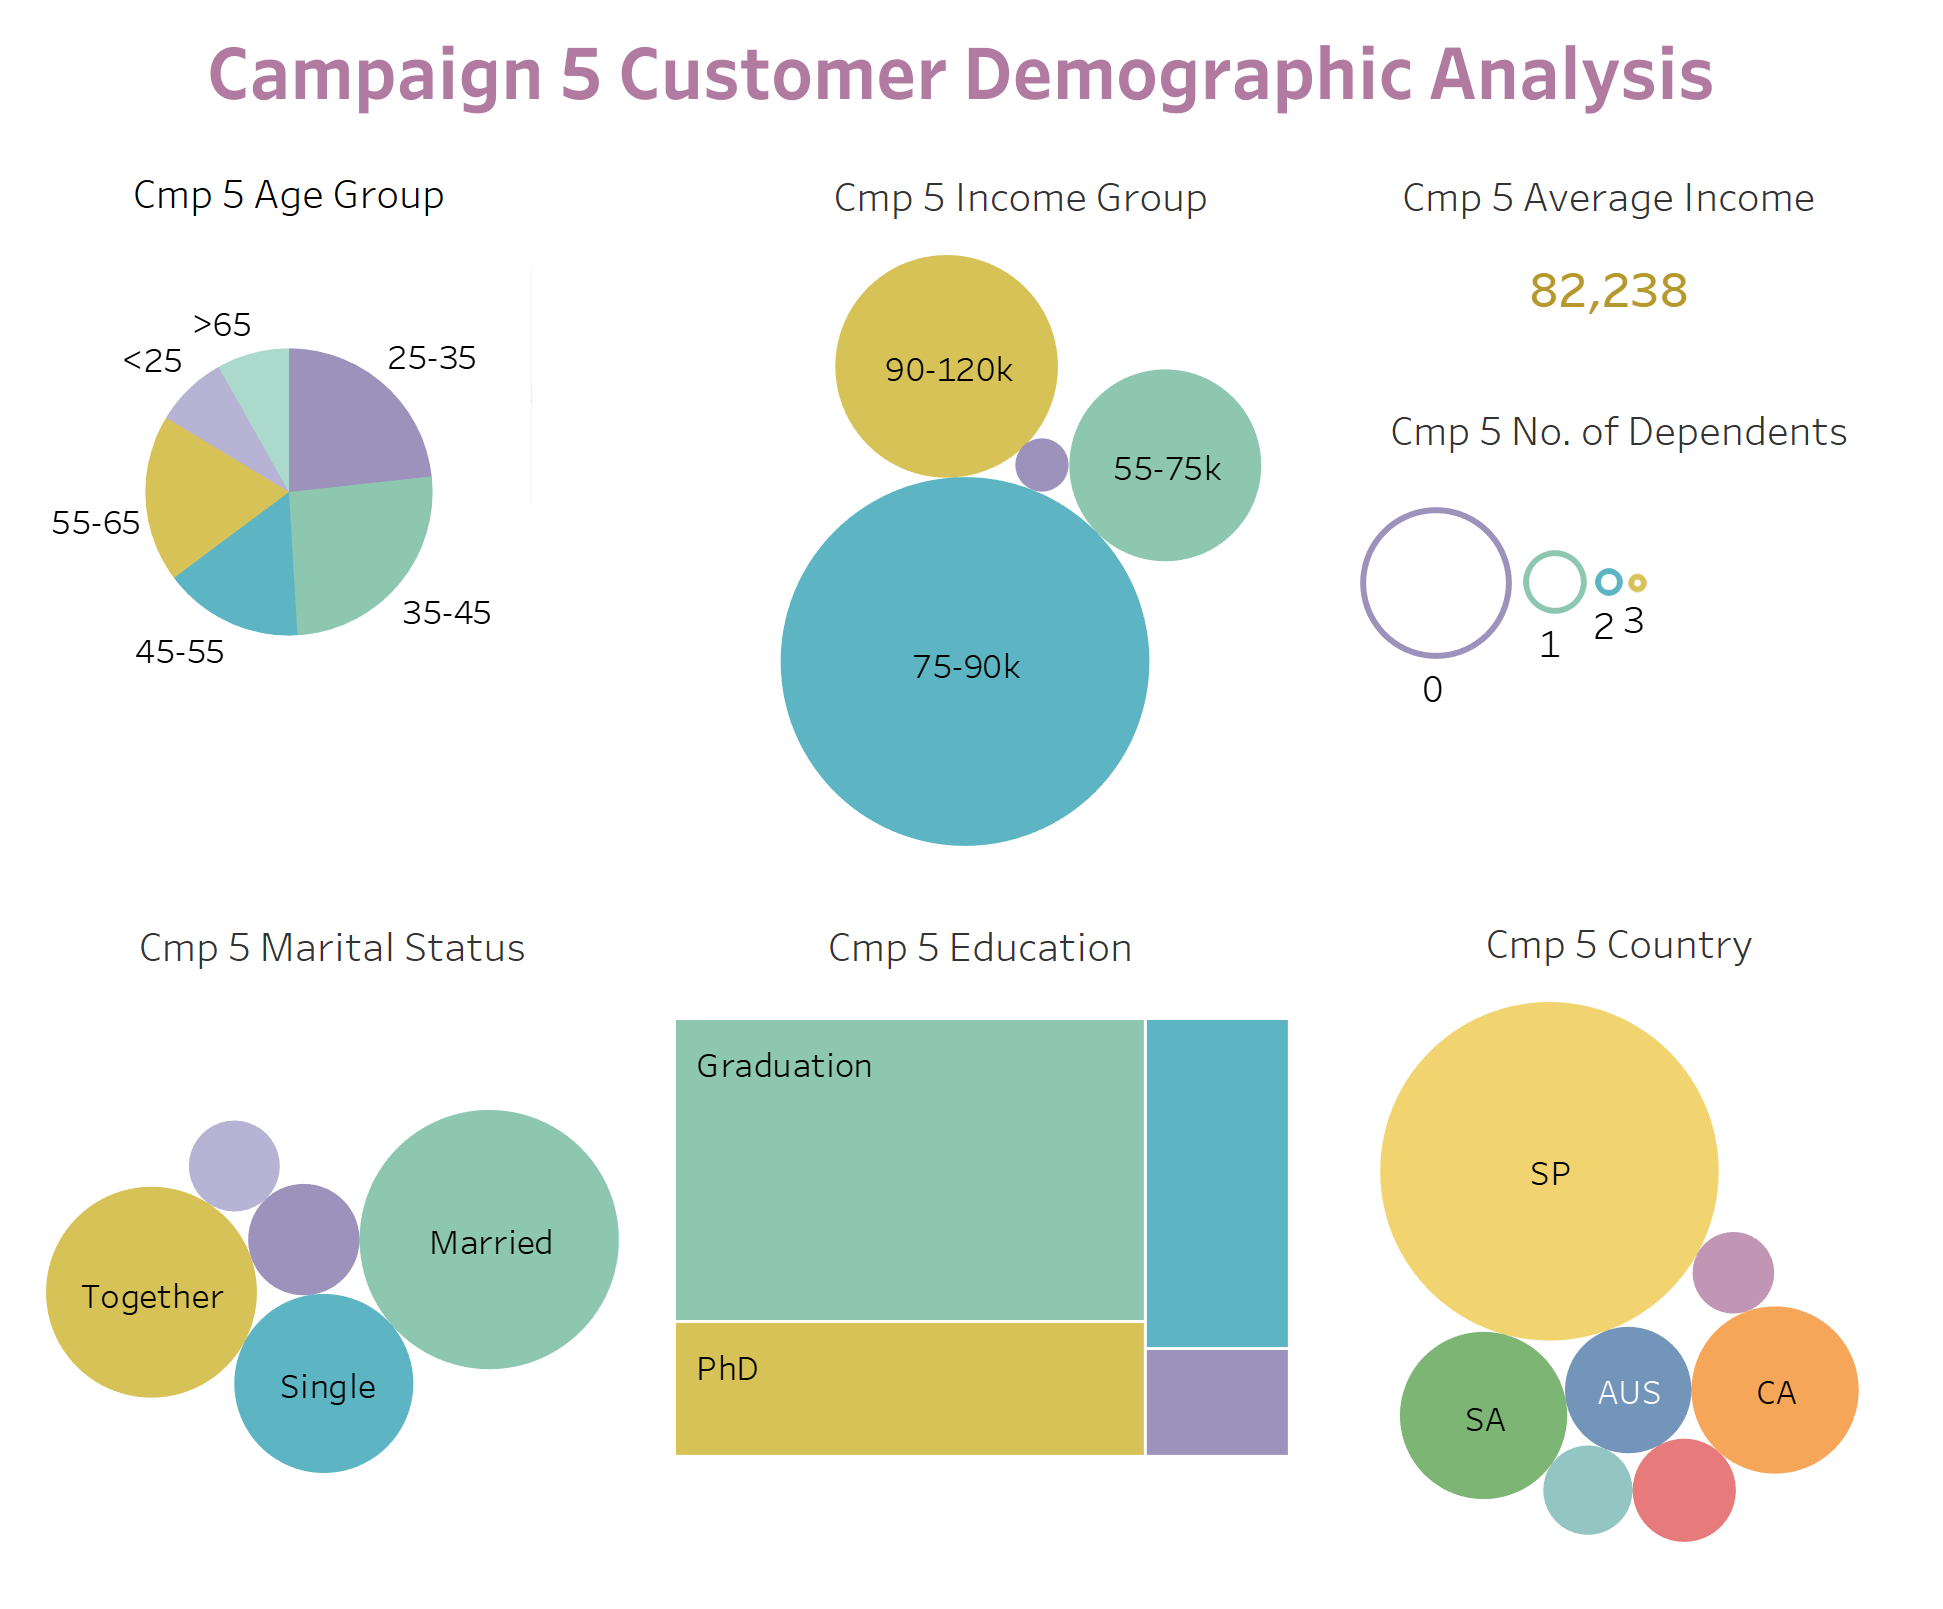 Campaign 5 Customer Demographic Analysis
Cmp 5 Age Group
>65
<25
25-35
55-65
35-45
45-55
Cmp 5 Income Group
90-120k
55-75k
75-90k
Cmp 5 Average Income
82,238
Cmp 5 No. of Dependents
0
1
2
3
Cmp 5 Marital Status
Married
Together
Single
Cmp 5 Education
Graduation
PhD
Cmp 5 Country
SP
SA
AUS
CA